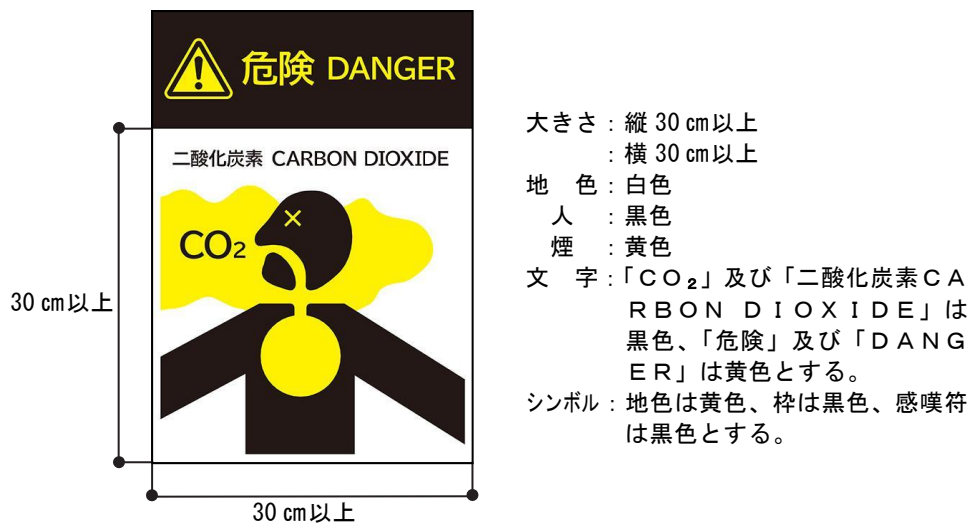 危険 DANGER
二酸化炭素 CARBON DIOXIDE
CO₂
30 ㎝以上
30 ㎝以上
大きさ：縦 30 ㎝以上
：横 30 ㎝以上
地　色：白色
人　：黒色
煙　：黄色
文　字：「ＣＯ₂」及び「二酸化炭素ＣＡ
ＲＢＯＮ　ＤＩＯＸＩＤＥ」は
黒色、「危険」及び「ＤＡＮＧ
ＥＲ」は黄色とする。
シンボル：地色は黄色、枠は黒色、感嘆符
は黒色とする。